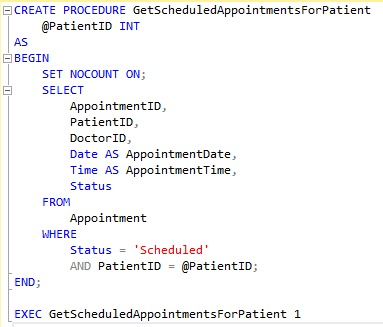 CREATE PROCEDURE GetScheduledAppointmentsForPatient
@PatientID INT
AS
BEGIN
SET NOCOUNT ON;
SELECT
AppointmentID,
PatientID,
DoctorID,
Date AS AppointmentDate,
Time AS AppointmentTime,
Status
FROM
Appointment
WHERE
Status = 'Scheduled'
AND PatientID = @PatientID;
END;
EXEC GetScheduledAppointmentsForPatient 1